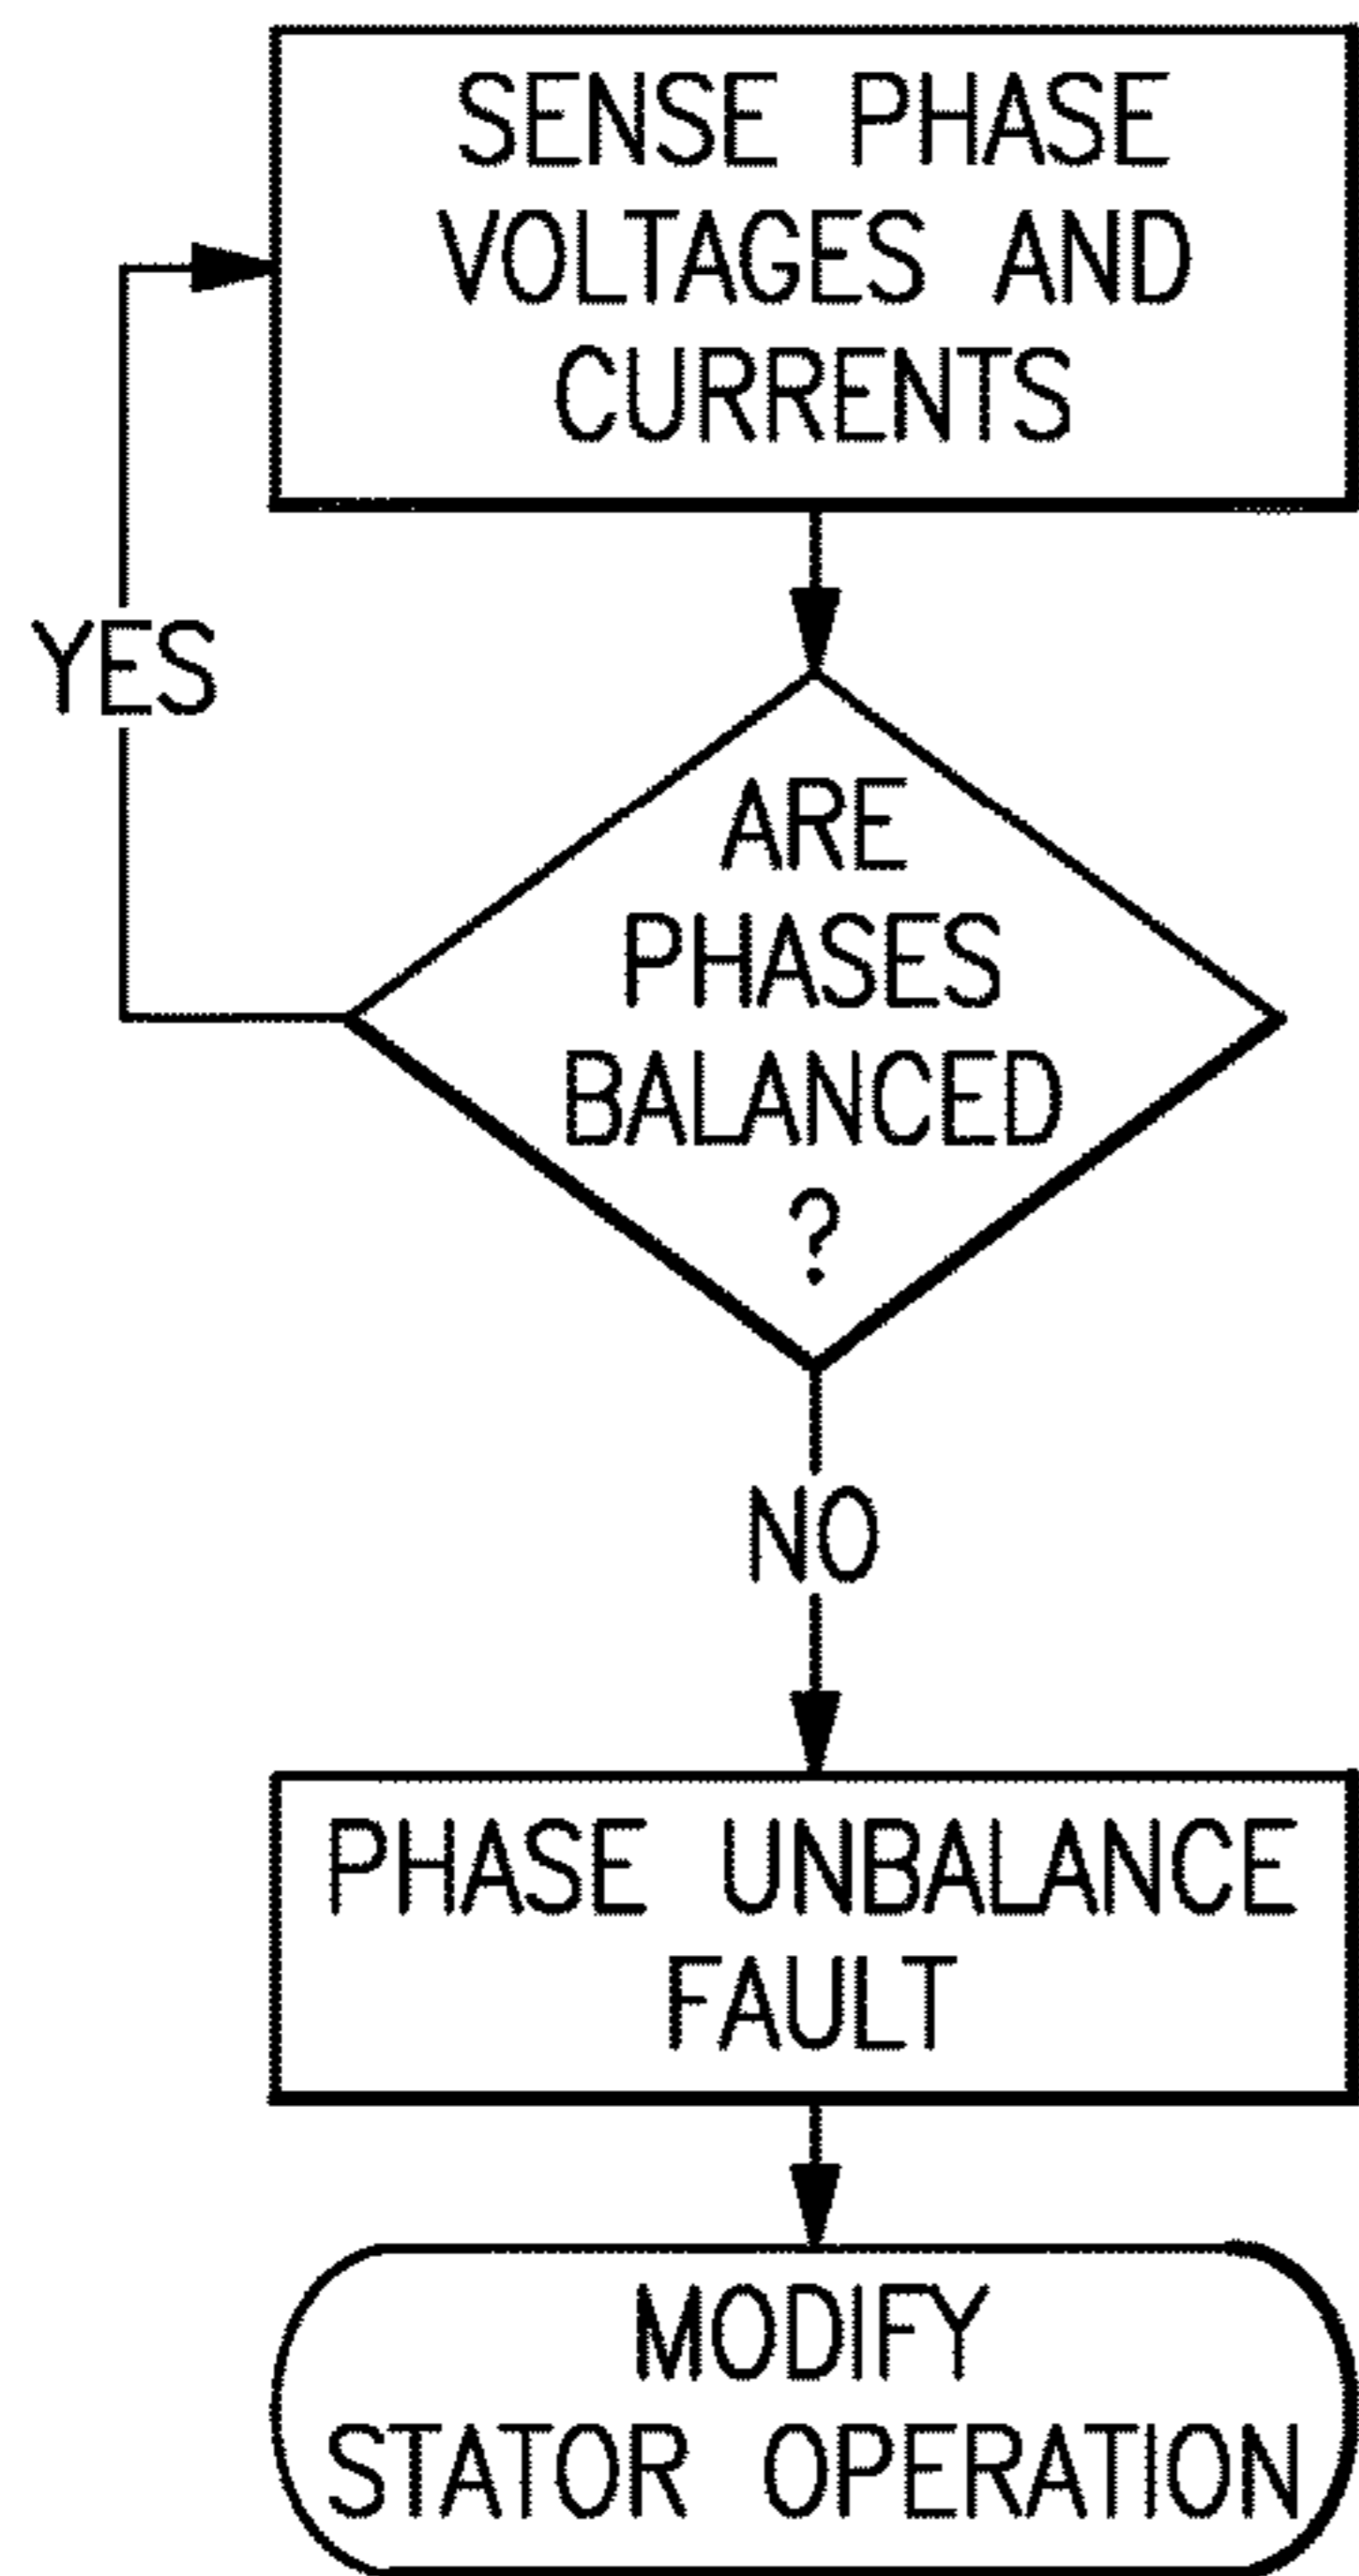 SENSE PHASE
VOLTAGES AND
CURRENTS
YES
ARE
PHASES
BALANCED
?
NO
PHASE UNBALANCE
FAULT
MODIFY
STATOR OPERATION